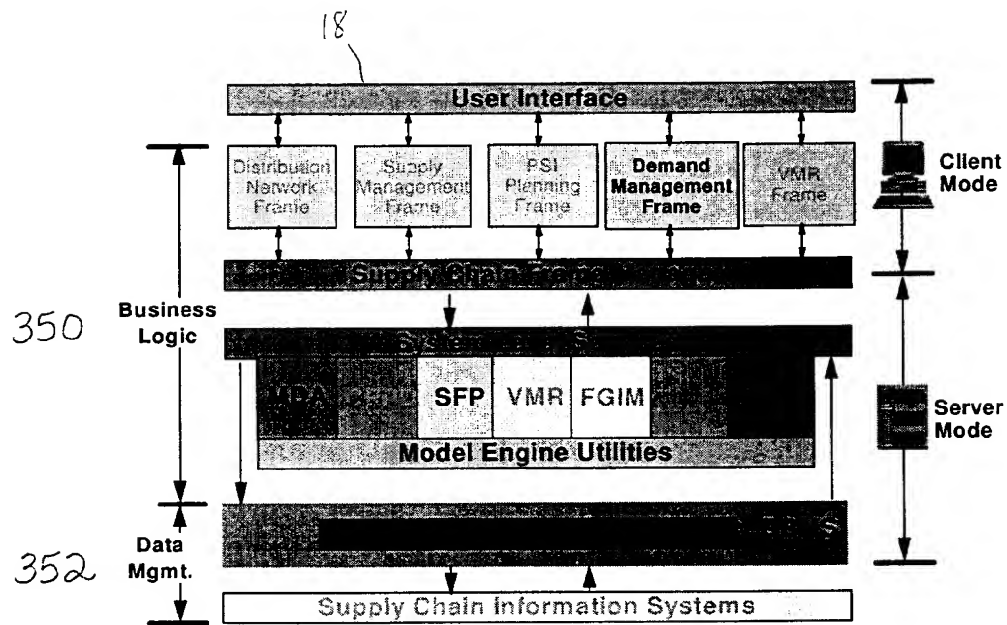 18
User Interface
Distribution
Network
Frame
Supply
Management
Frame
PSI
Planning
Frame
Demand
Management
Frame
VMR
Frame
Client
Mode
Supply Chain Frame
350
Business
Logic
System
SFP
VMR
FGIM
Model Engine Utilities
Server
Mode
352
Data
Mgmt.
Supply Chain Information Systems